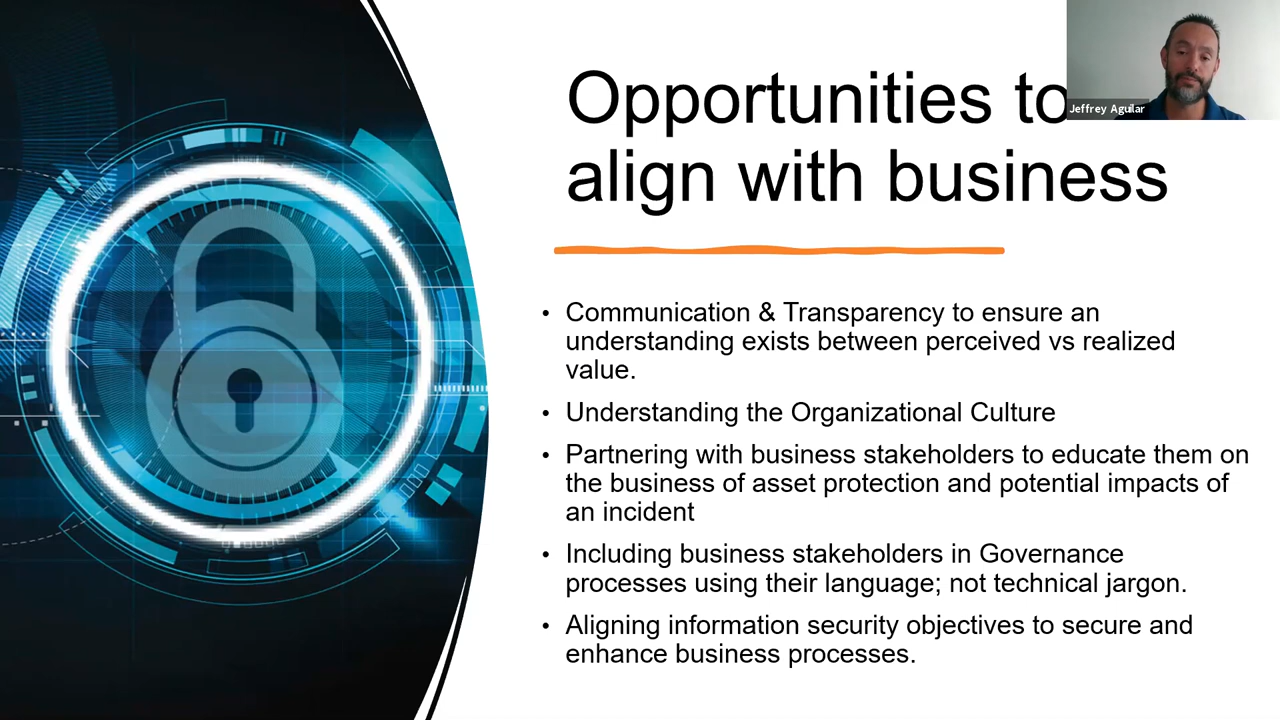 Opportunities to
align with business
Jeffrey Aguilar
• Communication & Transparency to ensure an
understanding exists between perceived vs realized
value.
• Understanding the Organizational Culture
• Partnering with business stakeholders to educate them on
the business of asset protection and potential impacts of
an incident
• Including business stakeholders in Governance
processes using their language; not technical jargon.
• Aligning information security objectives to secure and
enhance business processes.